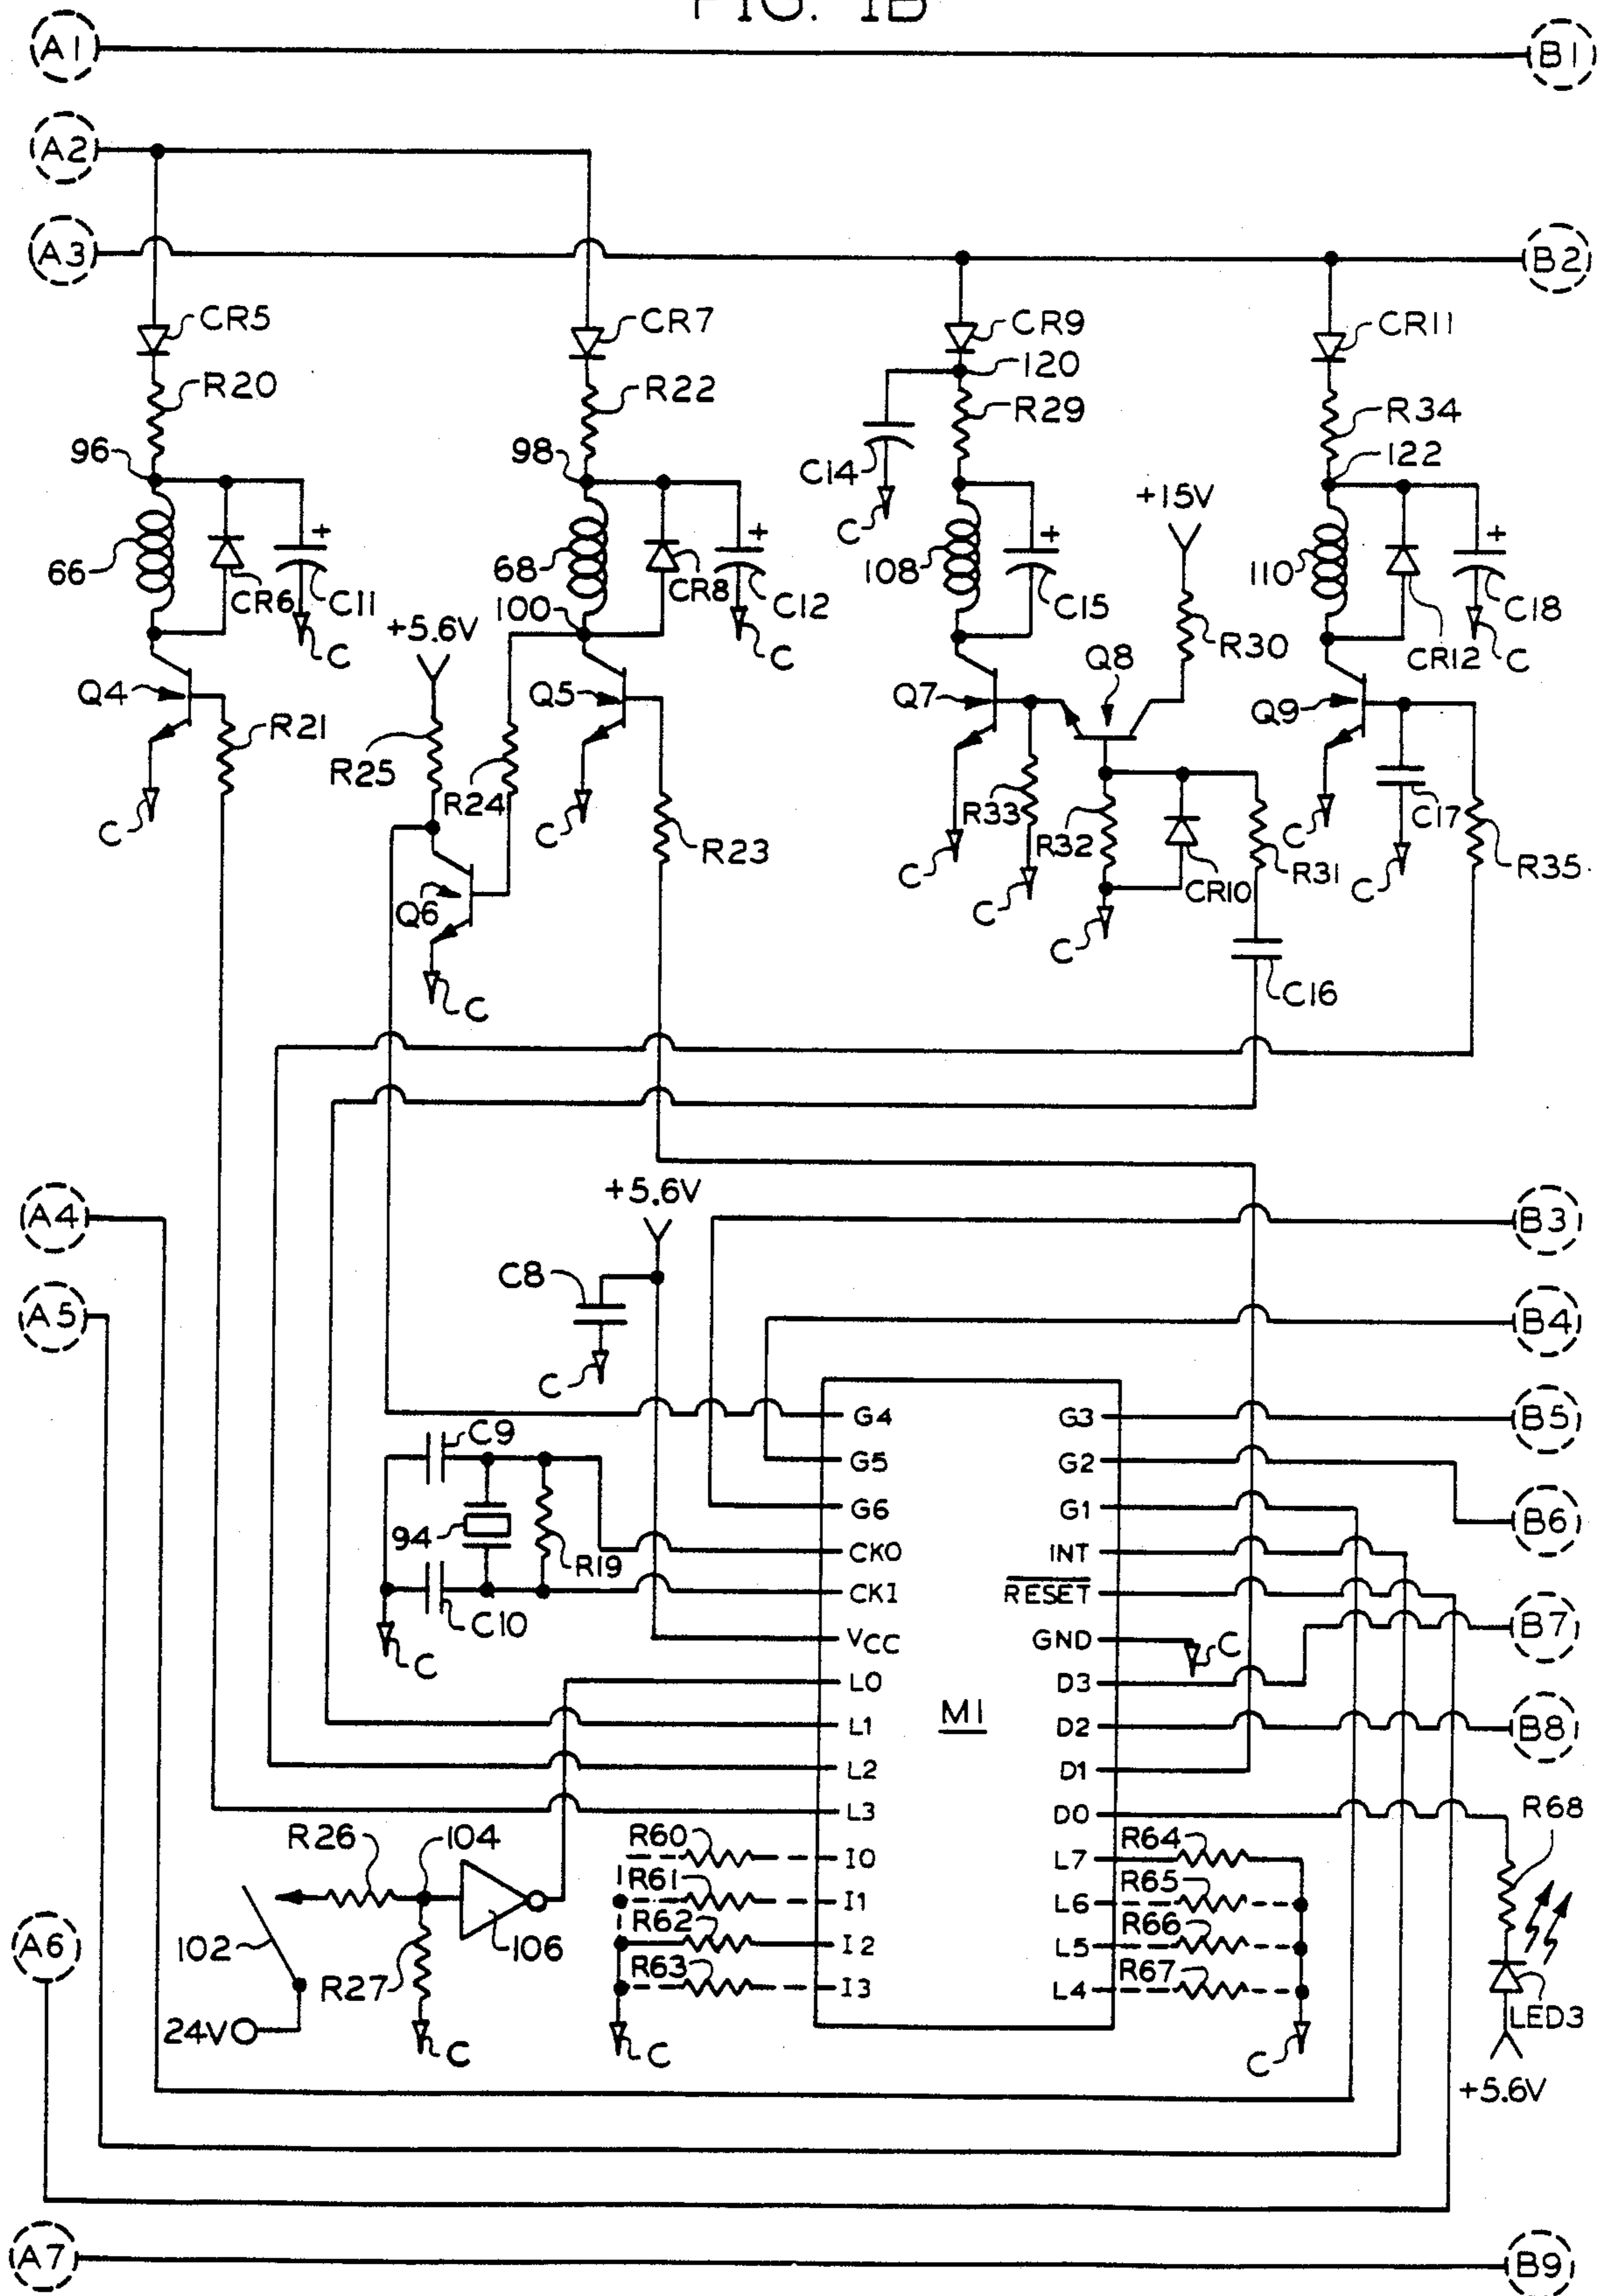 FIG. 1B
A1 B1
A2
A3 B2
CR5 CR7 CR9 CR11
120
R20 R22 R29 R34
96 98 C14 122
+ + +15V + +
C
66 68 108 110
CR6 C11 CR8 C12 C15 C18
100
+5.6V R30
C C Q8 CR12 C
Q4 Q5 Q7 Q9
R21
R25 R24 R33 R32 C17
C C R23 C CR10 R31 C R35
Q6 C C C
C C16
+5.6V
A4 B3
C8
A5 B4
C
G4 G3 B5
C9
G5 G2
G6 G1 B6
94 R19 CKO INT
CKI RESET
C10 B7
C VCC GND C
L0 D3
M1
L1 D2 B8
L2 D1
L3 D0 R68
R26 104 R60 I0 L7 R64
R61 I1 L6 R65
102 106 R62 I2 L5 R66
A6
R27 R63 I3 L4 R67
24V LED3
C C C
+5.6V
A7 B9